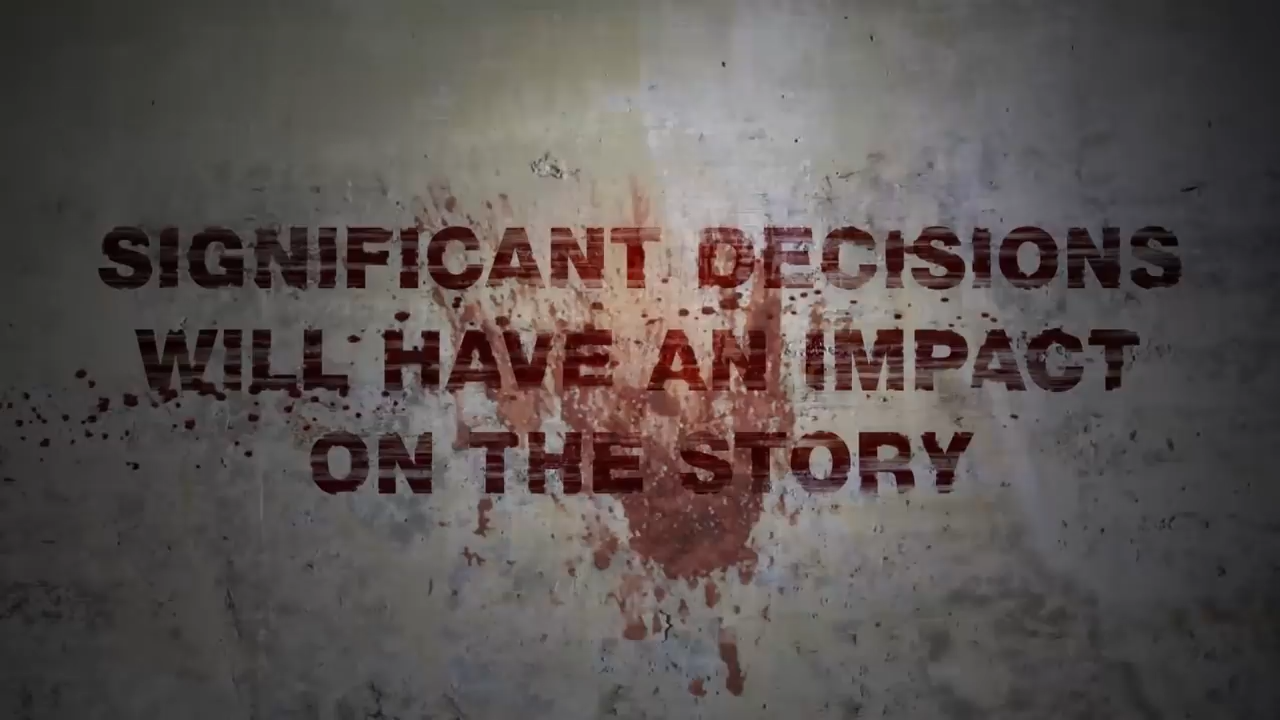 SIGNIFICANT DECISIONS
WILL HAVE AN IMPACT
ON THE STORY